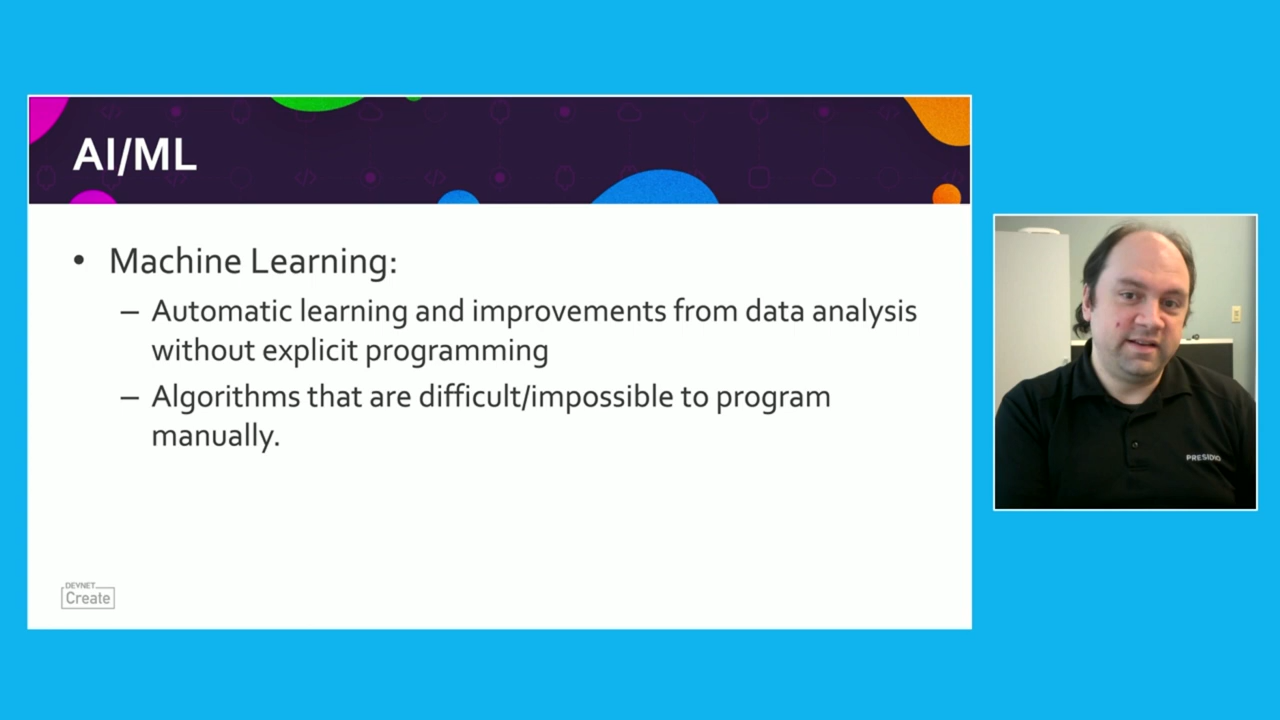 AI/ML
• Machine Learning:
– Automatic learning and improvements from data analysis
without explicit programming
– Algorithms that are difficult/impossible to program
manually.
DEVNET
Create
PRESIDIO